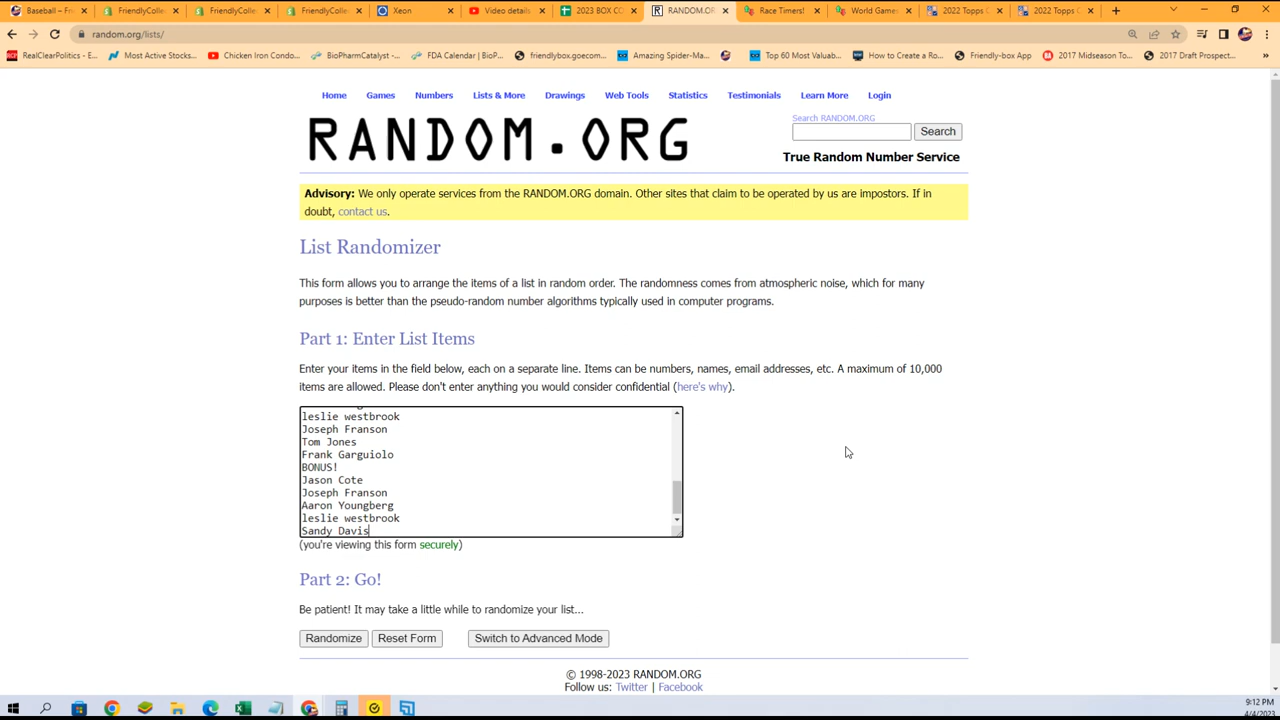 Baseball – Fri
FriendlyColle
FriendlyColle
FriendlyColle
Xeon
Video details
2023 BOX CO
RANDOM.OR
Race Timers!
World Games
2022 Topps C
2022 Topps C
random.org/lists/
RealClearPolitics - E...
Most Active Stocks...
Chicken Iron Condo...
BioPharmCatalyst -...
FDA Calendar | BioP...
friendlybox.goecom...
Amazing Spider-Ma...
Top 60 Most Valuab...
How to Create a Ro...
Friendly-box App
2017 Midseason To...
2017 Draft Prospect...
Home
Games
Numbers
Lists & More
Drawings
Web Tools
Statistics
Testimonials
Learn More
Login
Search RANDOM.ORG
Search
RANDOM.ORG
True Random Number Service
Advisory: We only operate services from the RANDOM.ORG domain. Other sites that claim to be operated by us are impostors. If in
doubt, contact us.
List Randomizer
This form allows you to arrange the items of a list in random order. The randomness comes from atmospheric noise, which for many
purposes is better than the pseudo-random number algorithms typically used in computer programs.
Part 1: Enter List Items
Enter your items in the field below, each on a separate line. Items can be numbers, names, email addresses, etc. A maximum of 10,000
items are allowed. Please don't enter anything you would consider confidential (here's why).
leslie westbrook
Joseph Franson
Tom Jones
Frank Garguiolo
BONUS!
Jason Cote
Joseph Franson
Aaron Youngberg
leslie westbrook
Sandy Davis
(you're viewing this form securely)
Part 2: Go!
Be patient! It may take a little while to randomize your list...
Randomize
Reset Form
Switch to Advanced Mode
© 1998-2023 RANDOM.ORG
Follow us: Twitter | Facebook
9:12 PM
4/4/2023